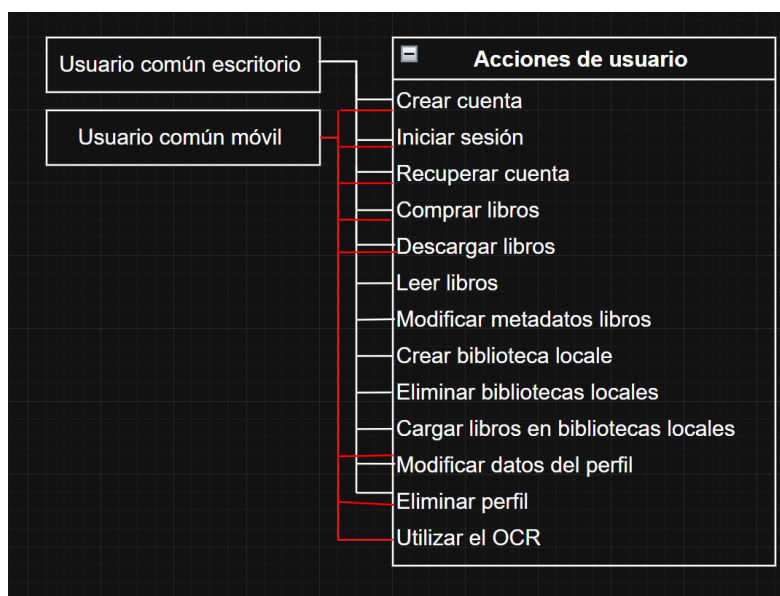 Usuario común escritorio
Usuario común móvil
Acciones de usuario
Crear cuenta
Iniciar sesión
Recuperar cuenta
Comprar libros
Descargar libros
Leer libros
Modificar metadatos libros
Crear biblioteca locale
Eliminar bibliotecas locales
Cargar libros en bibliotecas locales
Modificar datos del perfil
Eliminar perfil
Utilizar el OCR